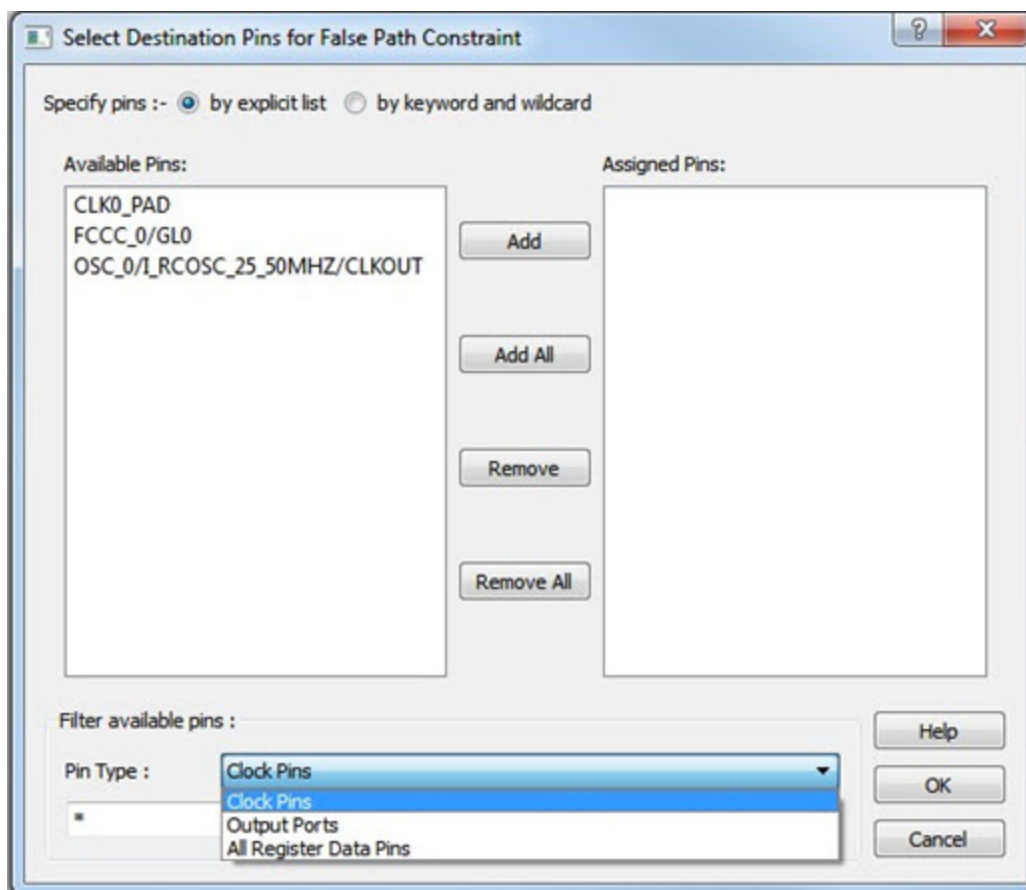 Select Destination Pins for False Path Constraint
Specify pins :- by explicit list by keyword and wildcard
Available Pins:
Assigned Pins:
CLK0_PAD
FCCC_0/GL0
OSC_0/I_RCOSC_25_50MHZ/CLKOUT
Add
Add All
Remove
Remove All
Filter available pins :
Help
Pin Type :
Clock Pins
OK
*
Clock Pins
Output Ports
All Register Data Pins
Cancel